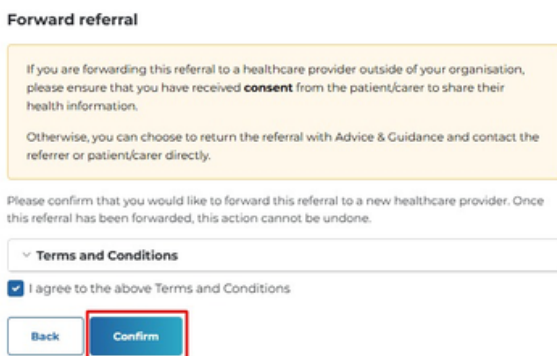 Forward referral
If you are forwarding this referral to a healthcare provider outside of your organisation,
please ensure that you have received consent from the patient/carer to share their
health information.
Otherwise, you can choose to return the referral with Advice & Guidance and contact the
referrer or patient/carer directly.
Please confirm that you would like to forward this referral to a new healthcare provider. Once
this referral has been forwarded, this action cannot be undone.
Terms and Conditions
I agree to the above Terms and Conditions
Back Confirm